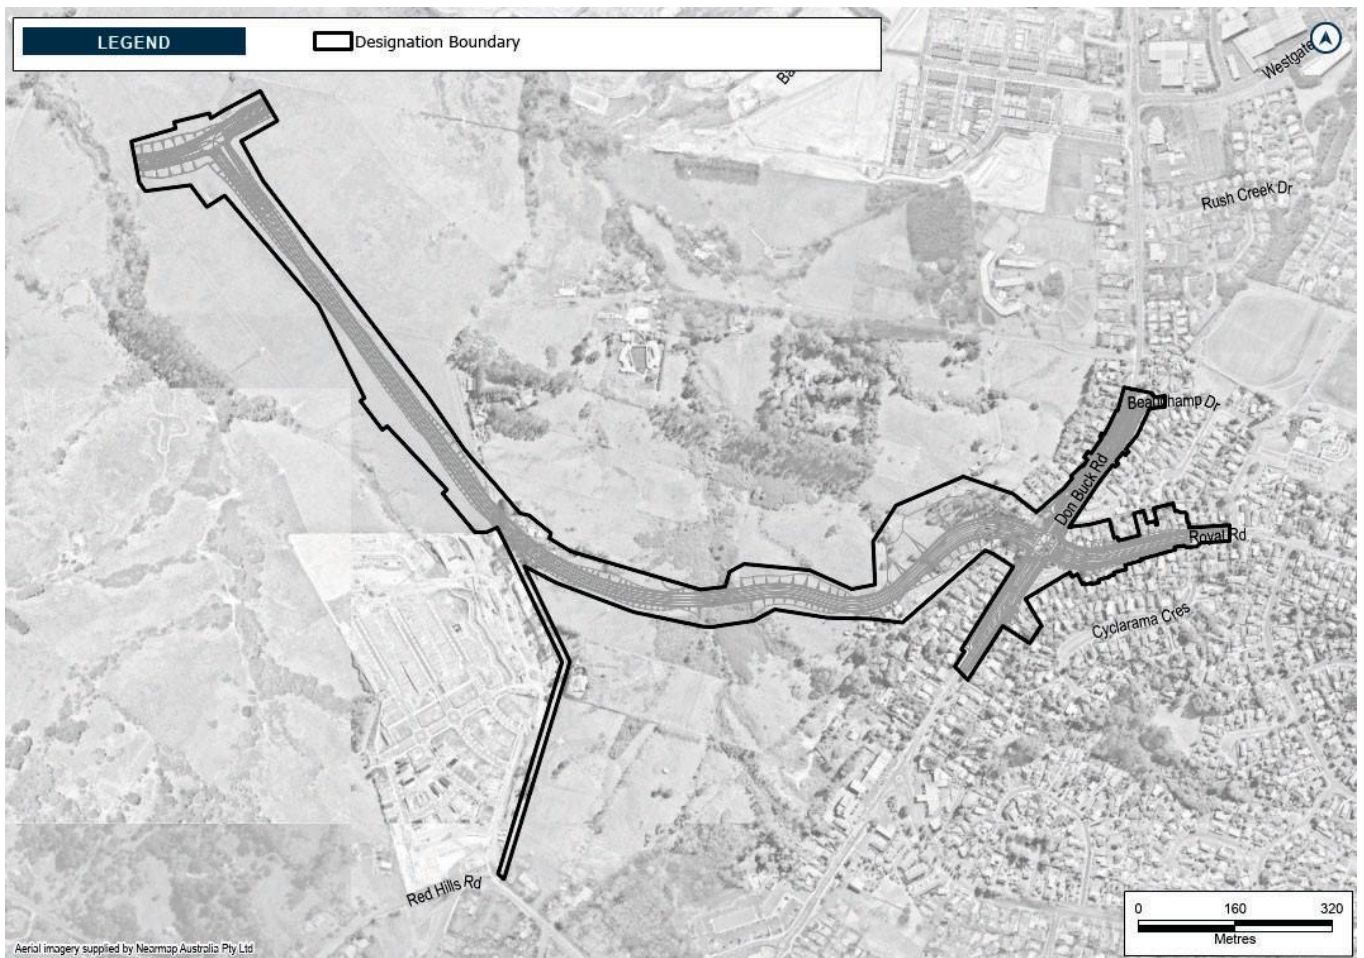 LEGEND
Designation Boundary
Westgate
Ba
Rush Creek Dr
Beauchamp Dr
Don Buck Rd
Royal Rd
Cyclarama Cres
Red Hills Rd
0 160 320
Metres
Aerial imagery supplied by Nearmap Australia Pty Ltd